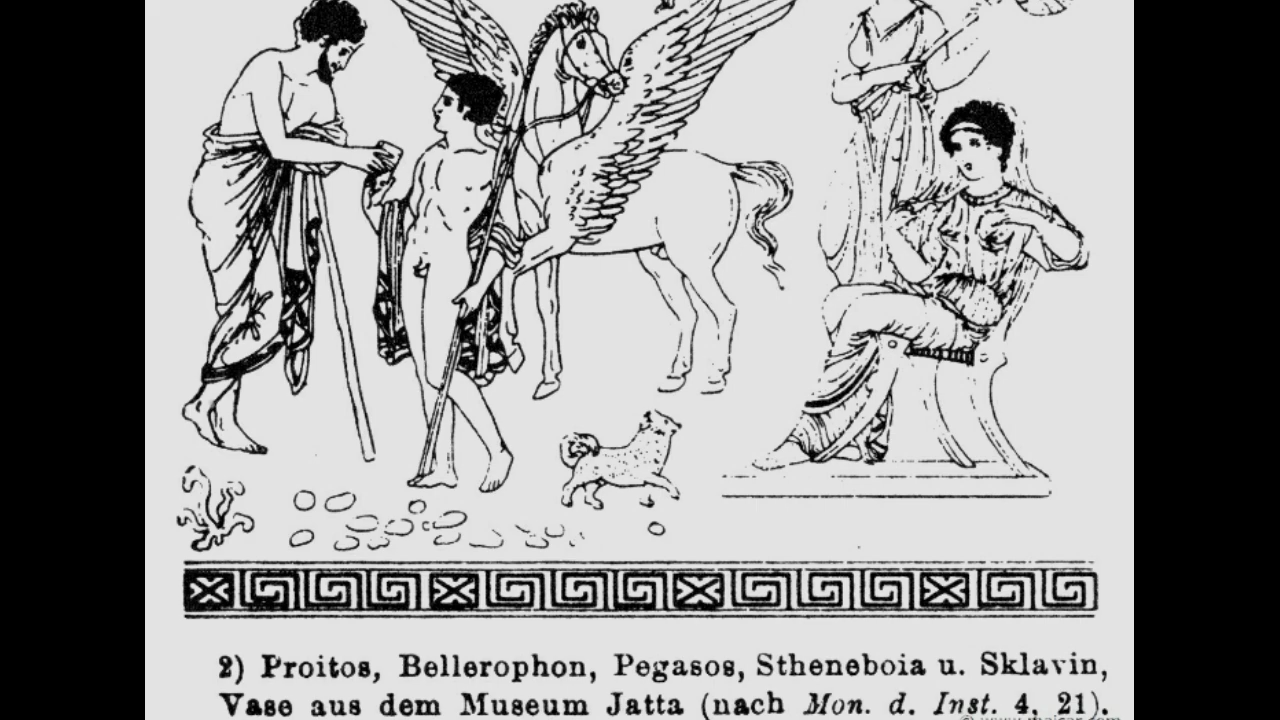 2) Proitos, Bellerophon, Pegasos, Stheneboia u. Sklavin,
Vase aus dem Museum Jatta (nach Mon. d. Inst. 4, 21).